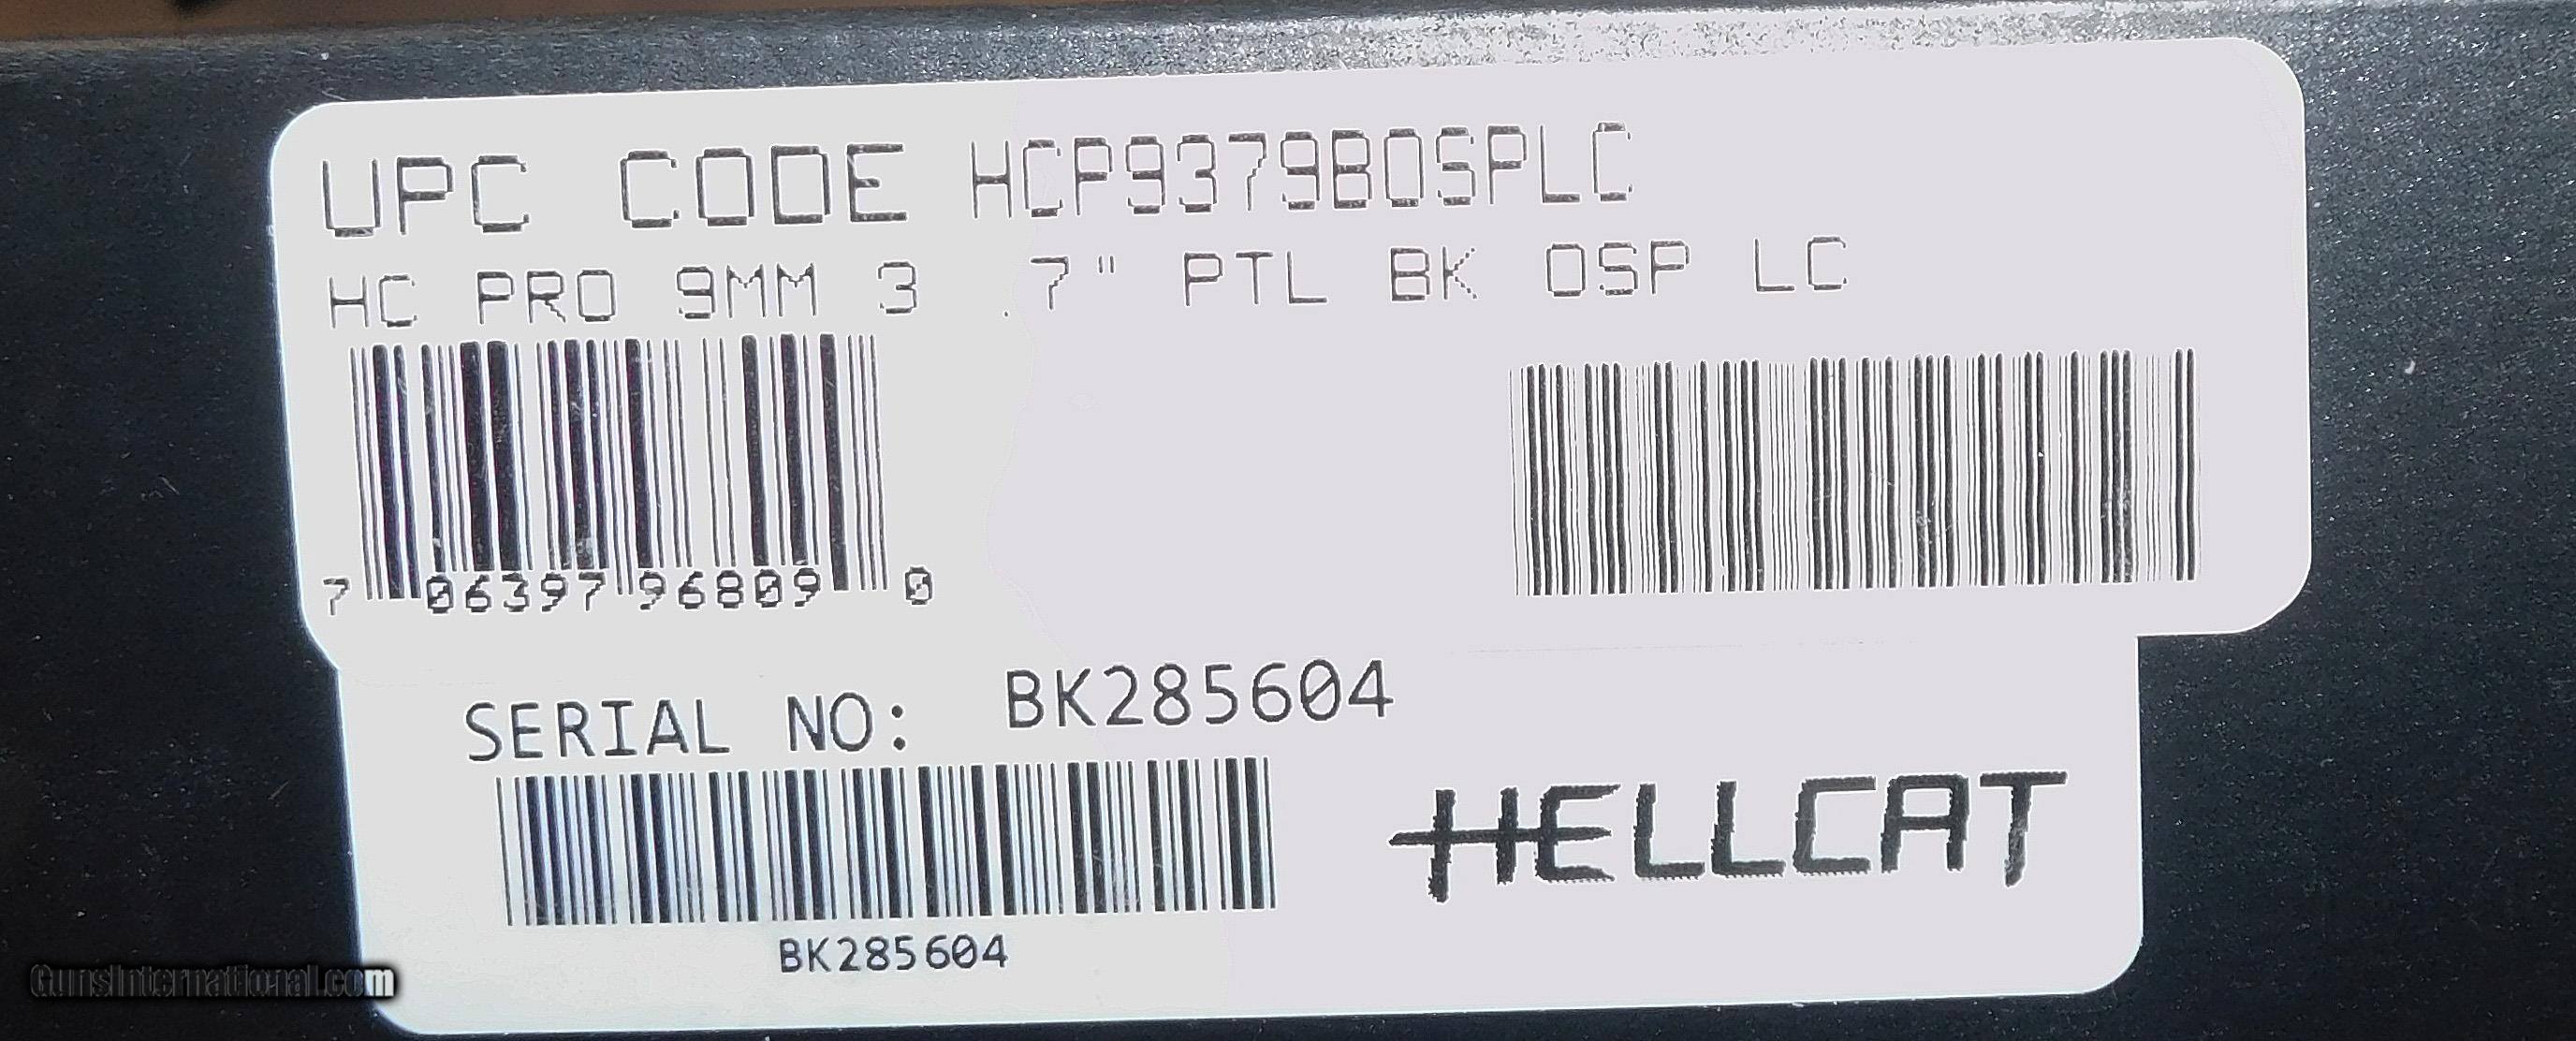 UPC CODE HCP9379BOSPLC
HC PRO 9MM 3 .7" PTL BK OSP LC
7 06397 96809 0
SERIAL NO: BK285604
HELLCAT
BK285604
GunsInternational.com